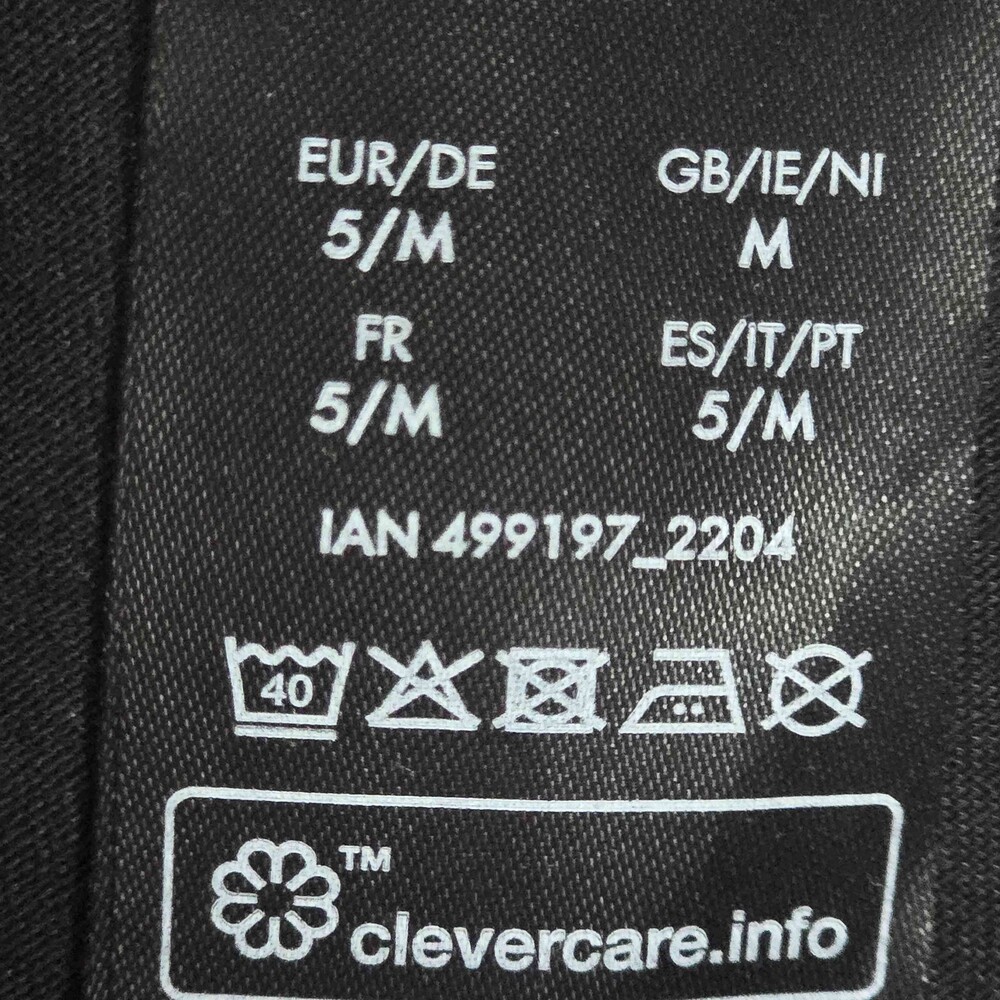 EUR/DE GB/IE/NI
5/M M
FR ES/IT/PT
5/M 5/M
IAN 499197_2204
40
TM
clevercare.info